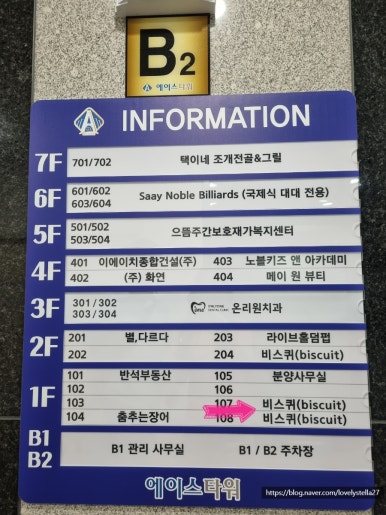 B2
에이스타워
INFORMATION
7F 701/702 택이네 조개전골&그릴
6F 601/602 603/604 Saay Noble Billiards (국제식 대대 전용)
5F 501/502 503/504 으뜸주간보호재가복지센터
4F 401 이에이치종합건설(주) 403 노블키즈 앤 아카데미
402 (주) 화연 404 메이 원 뷰티
3F 301 / 302 303 / 304 온리원치과
2F 201 별,다르다 203 라이브홀덤펍
202 204 비스퀴(biscuit)
1F 101 반석부동산 105 분양사무실
102 106
103 107 비스퀴(biscuit)
104 춤추는장어 108 비스퀴(biscuit)
B1 B2 B1 관리 사무실 B1 / B2 주차장
에이스타워
https://blog.naver.com/lovelystella27